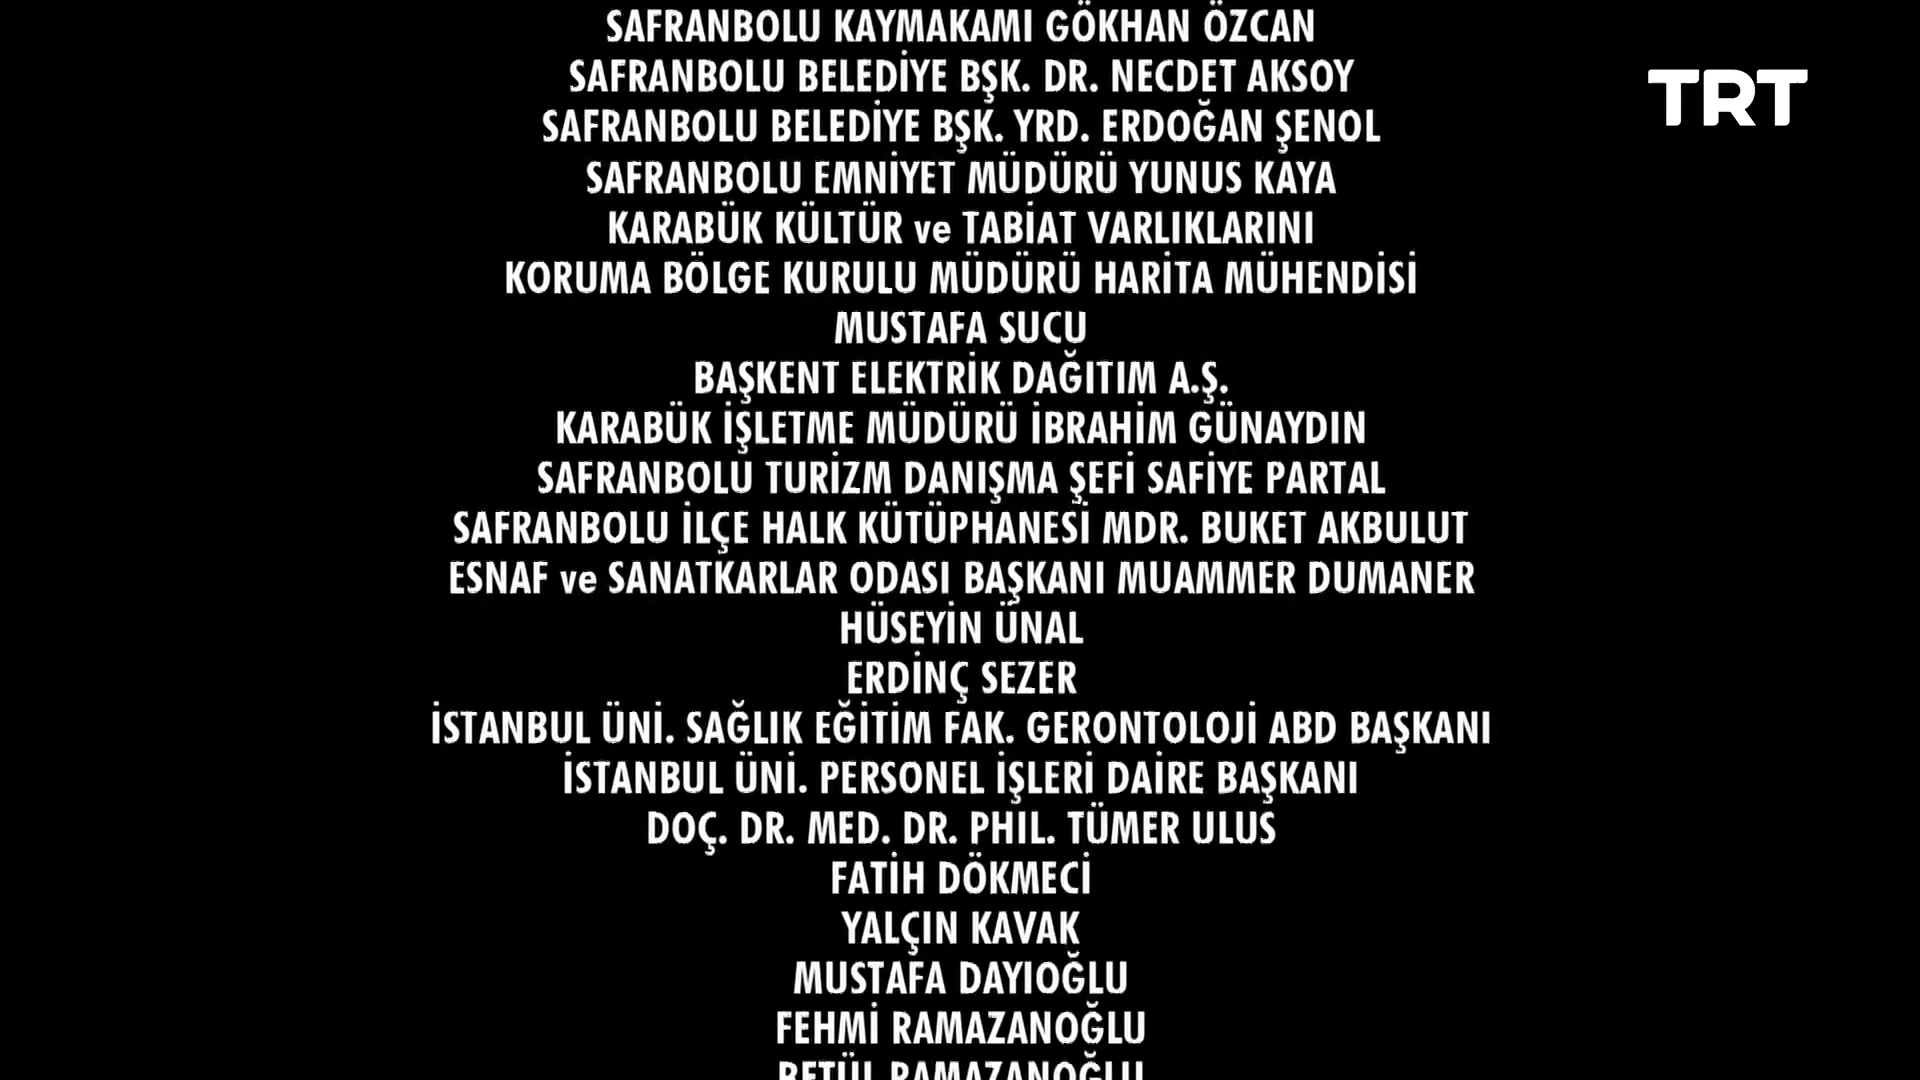 SAFRANBOLU KAYMAKAMI GÖKHAN ÖZCAN
SAFRANBOLU BELEDİYE BŞK. DR. NECDET AKSOY
TRT
SAFRANBOLU BELEDİYE BŞK. YRD. ERDOĞAN ŞENOL
SAFRANBOLU EMNİYET MÜDÜRÜ YUNUS KAYA
KARABÜK KÜLTÜR ve TABİAT VARLIKLARINI
KORUMA BÖLGE KURULU MÜDÜRÜ HARİTA MÜHENDİSİ
MUSTAFA SUCU
BAŞKENT ELEKTRİK DAĞITIM A.Ş.
KARABÜK İŞLETME MÜDÜRÜ İBRAHİM GÜNAYDIN
SAFRANBOLU TURİZM DANIŞMA ŞEFİ SAFİYE PARTAL
SAFRANBOLU İLÇE HALK KÜTÜPHANESİ MDR. BUKET AKBULUT
ESNAF ve SANATKARLAR ODASI BAŞKANI MUAMMER DUMANER
HÜSEYİN ÜNAL
ERDİNÇ SEZER
İSTANBUL ÜNİ. SAĞLIK EĞİTİM FAK. GERONTOLOJİ ABD BAŞKANI
İSTANBUL ÜNİ. PERSONEL İŞLERİ DAİRE BAŞKANI
DOÇ. DR. MED. DR. PHIL. TÜMER ULUS
FATİH DÖKMECİ
YALÇIN KAVAK
MUSTAFA DAYIOĞLU
FEHMİ RAMAZANOĞLU
BETÜL RAMAZANOĞLU